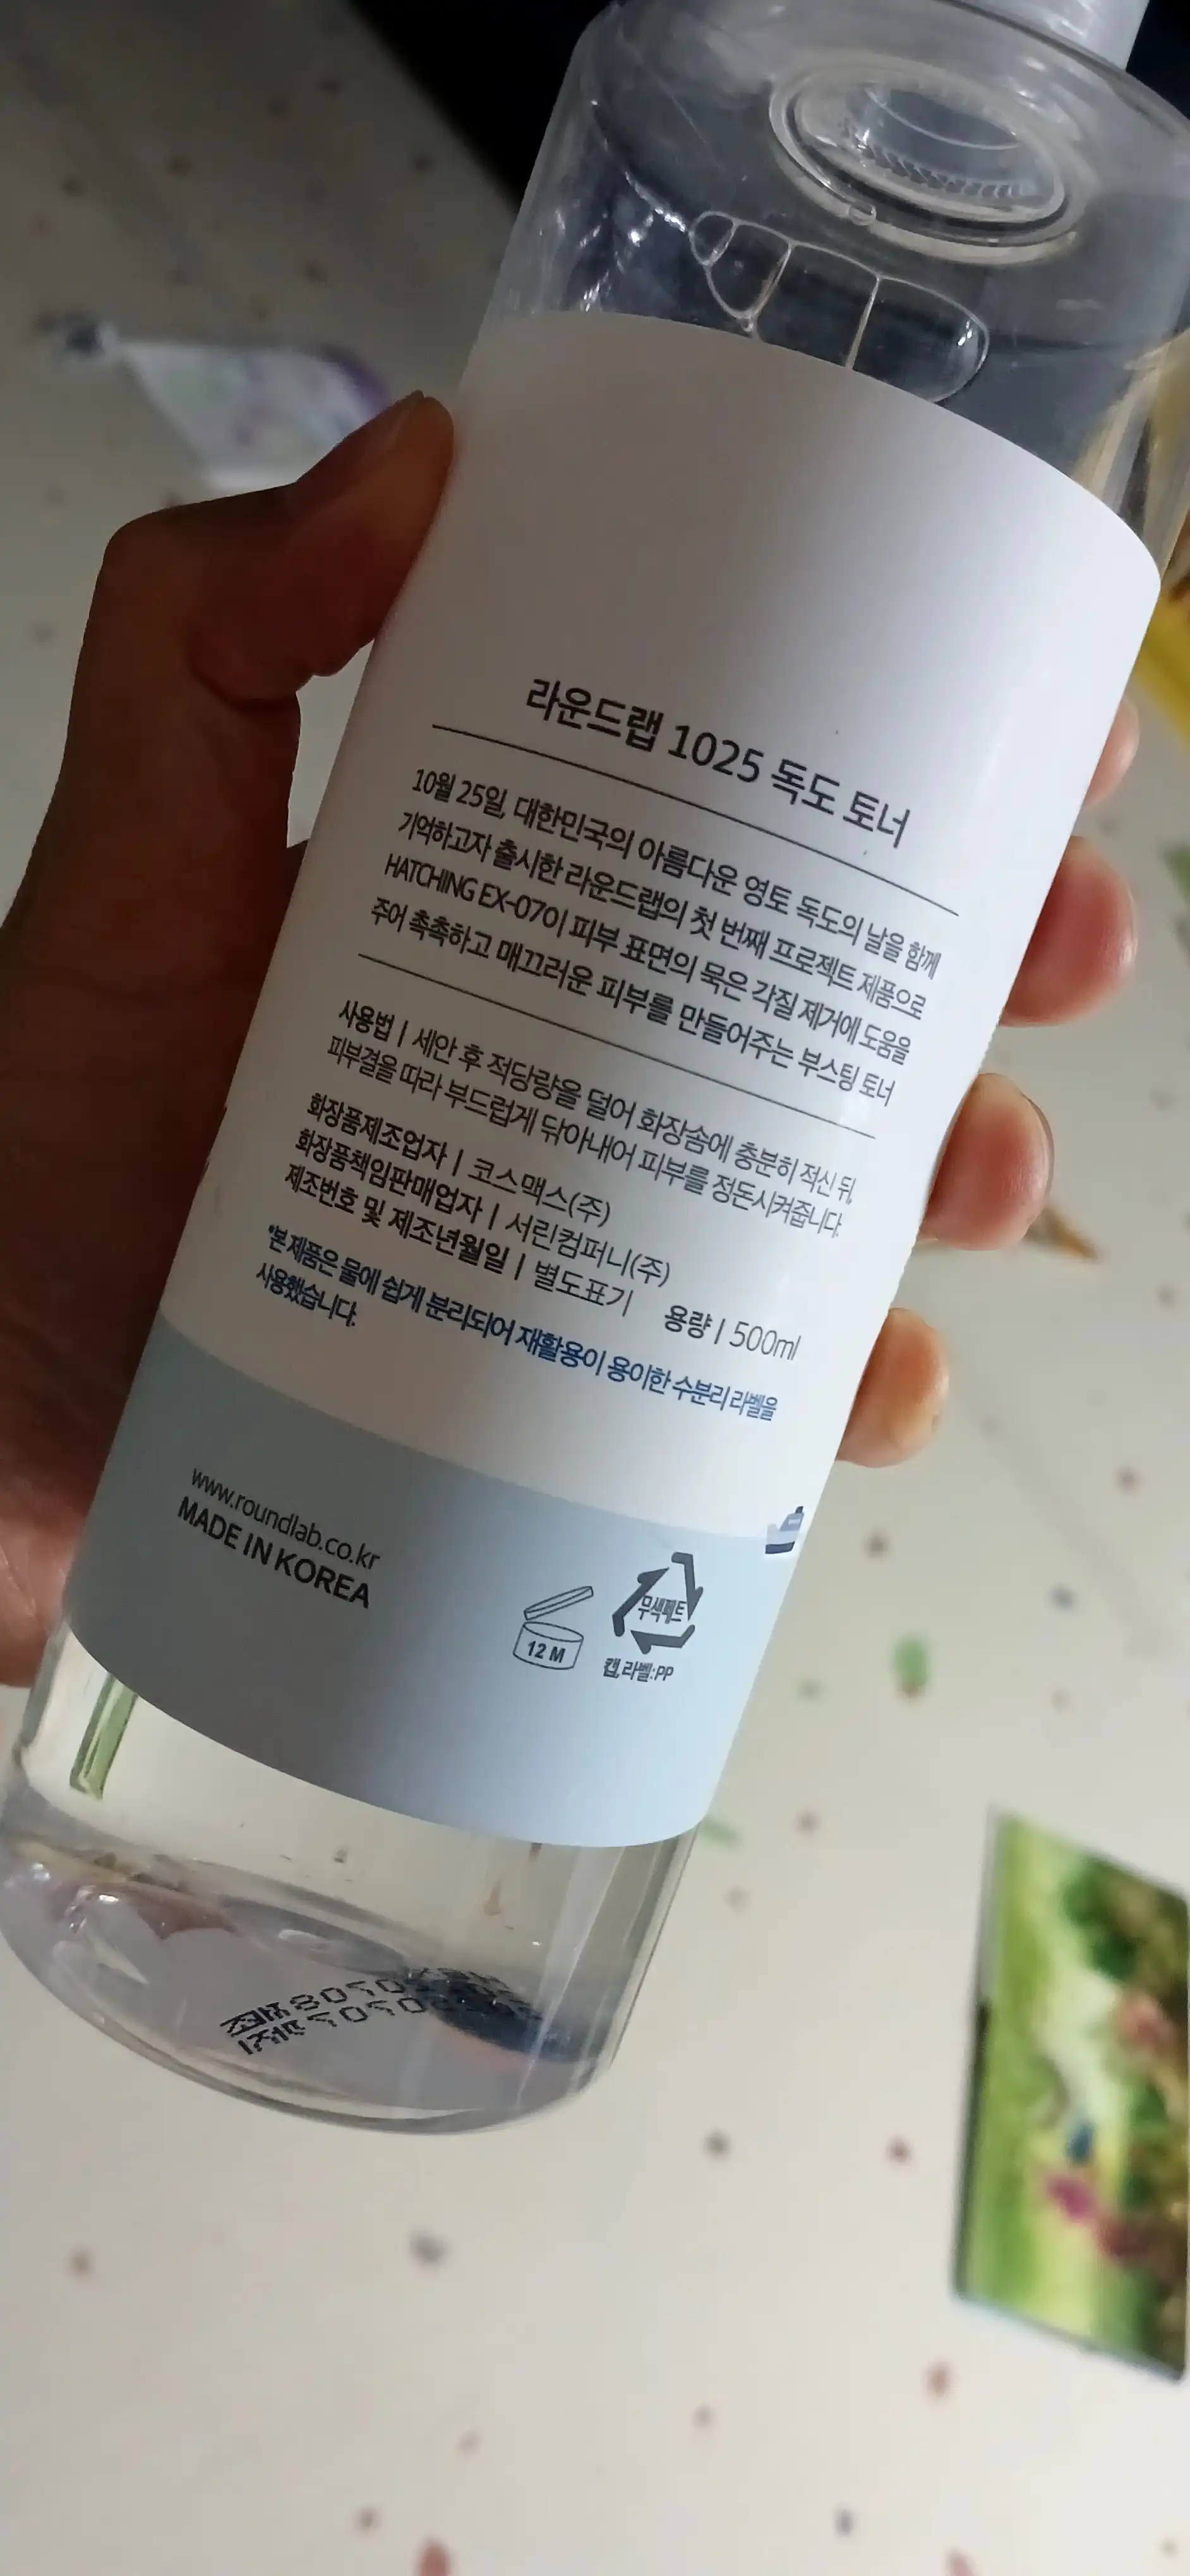 라운드랩 1025 독도 토너
10월 25일, 대한민국의 아름다운 영토 독도의 날을 함께
기억하고자 출시한 라운드랩의 첫 번째 프로젝트 제품으로
HATCHING EX-07이 피부 표면의 묵은 각질 제거에 도움을
주어 촉촉하고 매끄러운 피부를 만들어주는 부스팅 토너
사용법 | 세안 후 적당량을 덜어 화장솜에 충분히 적신 뒤,
피부결을 따라 부드럽게 닦아내어 피부를 정돈시켜줍니다.
화장품제조업자 | 코스맥스(주)
화장품책임판매업자 | 서린컴퍼니(주)
제조번호 및 제조년월일 | 별도표기 용량 | 500ml
*본 제품은 물에 쉽게 분리되어 재활용이 용이한 수분리 라벨을
사용했습니다.
www.roundlab.co.kr
MADE IN KOREA
12 M
무색페트
캡, 라벨:PP